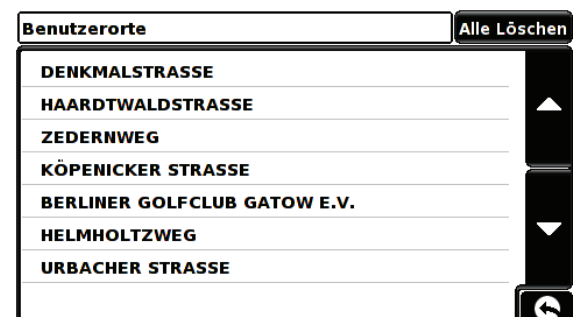 Benutzerorte
Alle Löschen
DENKMALSTRASSE
HAARDTWALDSTRASSE
ZEDERNWEG
KÖPENICKER STRASSE
BERLINER GOLFCLUB GATOW E.V.
HELMHOLTZWEG
URBACHER STRASSE